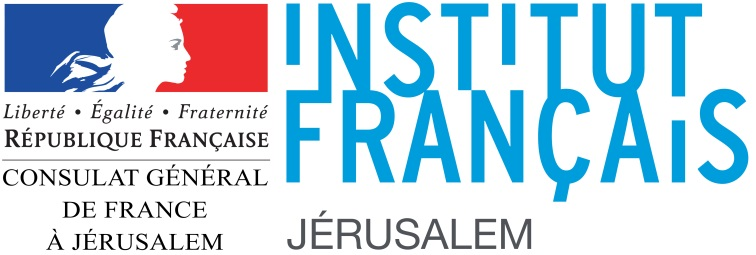 Liberté • Égalité • Fraternité
RÉPUBLIQUE FRANÇAISE
CONSULAT GÉNÉRAL
DE FRANCE
À JÉRUSALEM
INSTITUT
FRANÇAIS
JÉRUSALEM